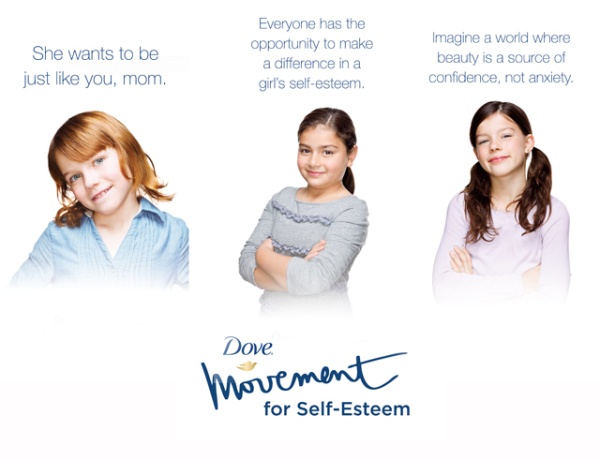 She wants to be
just like you, mom.
Everyone has the
opportunity to make
a difference in a
girl's self-esteem.
Imagine a world where
beauty is a source of
confidence, not anxiety.
Dove
movement
for Self-Esteem